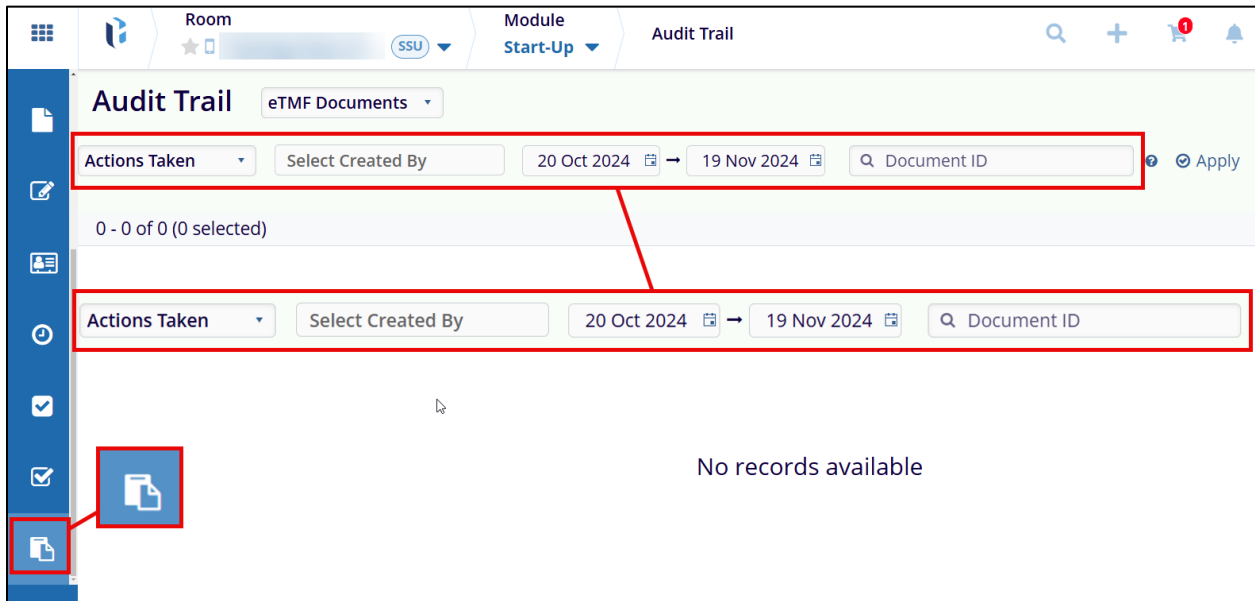 Room
SSU
Module
Start-Up
Audit Trail
1
Audit Trail
eTMF Documents
Actions Taken
Select Created By
20 Oct 2024 → 19 Nov 2024
Document ID
? Apply
0 - 0 of 0 (0 selected)
Actions Taken
Select Created By
20 Oct 2024 → 19 Nov 2024
Document ID
No records available